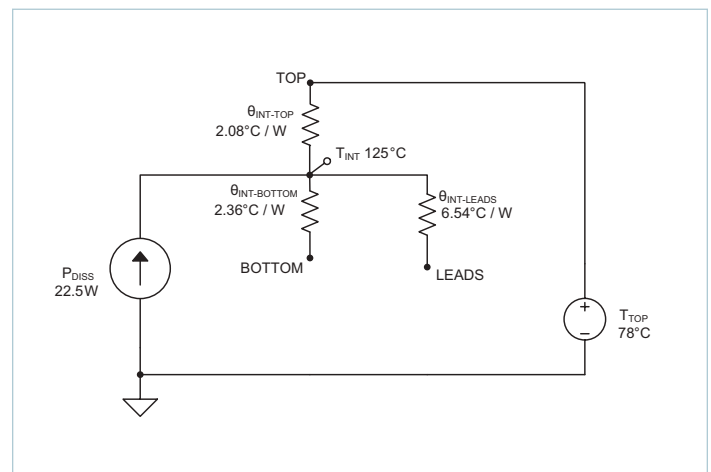 TOP
θINT-TOP
2.08°C / W
TINT 125°C
θINT-BOTTOM
2.36°C / W
θINT-LEADS
6.54°C / W
BOTTOM
LEADS
PDISS
22.5W
+
–
TTOP
78°C